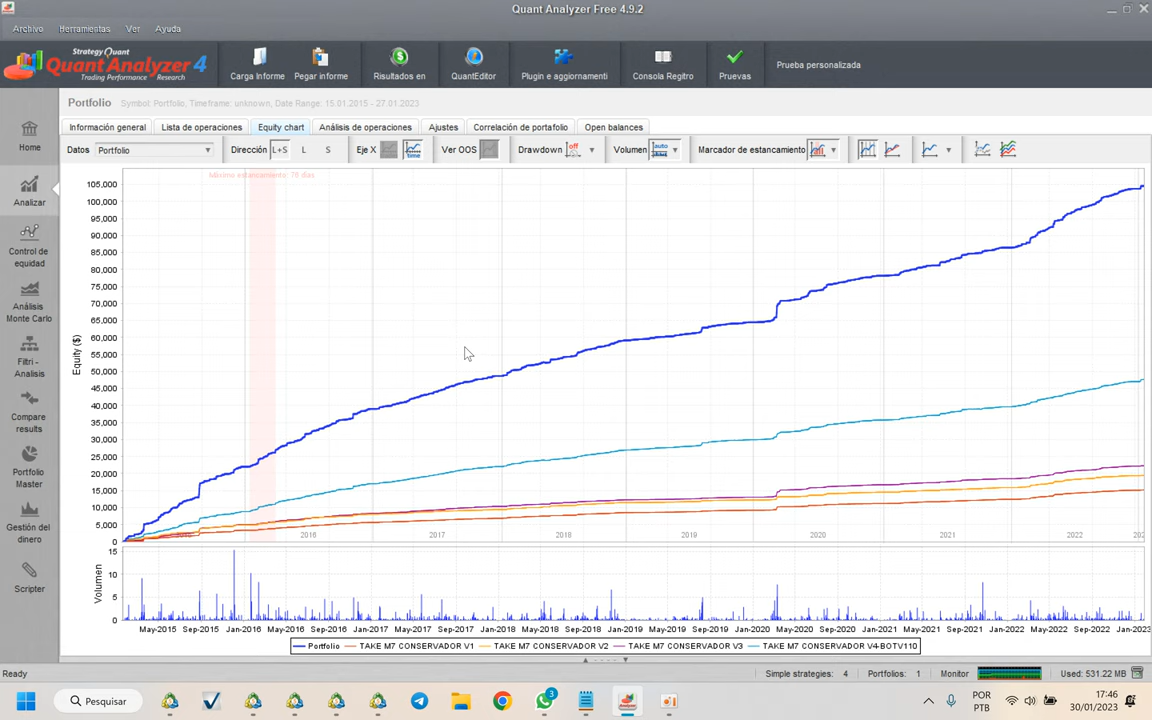 Quant Analyzer Free 4.9.2
Archivo Herramientas Ver Ayuda
StrategyQuant
QuantAnalyzer 4
Trading Performance Research
Carga Informe
Pegar informe
Risultados en
QuantEditor
Plugin e aggiornamenti
Consola Regitro
Pruevas
Prueba personalizada
Portfolio Symbol: Portfolio, Timeframe: unknown, Date Range: 15.01.2015 - 27.01.2023
Información general Lista de operaciones Equity chart Análisis de operaciones Ajustes Correlación de portafolio Open balances
Datos Portfolio Dirección L+S L S Eje X time Ver OOS Drawdown off Volumen auto Marcador de estancamiento
Home
Analizar
Control de
equidad
Análisis
Monte Carlo
Filtri -
Analisis
Compare
results
Portfolio
Master
Gestión del
dinero
Scripter
Máximo estancamiento: 70 días
Equity ($)
105,000
100,000
95,000
90,000
85,000
80,000
75,000
70,000
65,000
60,000
55,000
50,000
45,000
40,000
35,000
30,000
25,000
20,000
15,000
10,000
5,000
0
2016 2017 2018 2019 2020 2021 2022 202
Volumen
15
10
5
0
May-2015 Sep-2015 Jan-2016 May-2016 Sep-2016 Jan-2017 May-2017 Sep-2017 Jan-2018 May-2018 Sep-2018 Jan-2019 May-2019 Sep-2019 Jan-2020 May-2020 Sep-2020 Jan-2021 May-2021 Sep-2021 Jan-2022 May-2022 Sep-2022 Jan-2023
Portfolio TAKE M7 CONSERVADOR V1 TAKE M7 CONSERVADOR V2 TAKE M7 CONSERVADOR V3 TAKE M7 CONSERVADOR V4-BOTV110
Ready Simple strategies: 4 Portfolios: 1 Monitor Used: 531.22 MB
Pesquisar
3
POR
PTB
17:46
30/01/2023